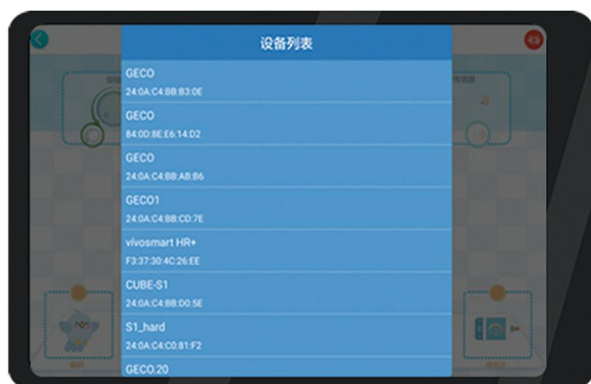 设备列表
GECO
24:0A:C4:BB:B3:0E
GECO
84:0D:8E:E6:14:D2
GECO
24:0A:C4:BB:AB:B6
GECO1
24:0A:C4:BB:CD:7E
vívosmart HR+
F3:37:30:4C:26:EE
CUBE-S1
24:0A:C4:BB:D0:5E
S1_hard
24:0A:C4:C0:81:F2
GECO.20